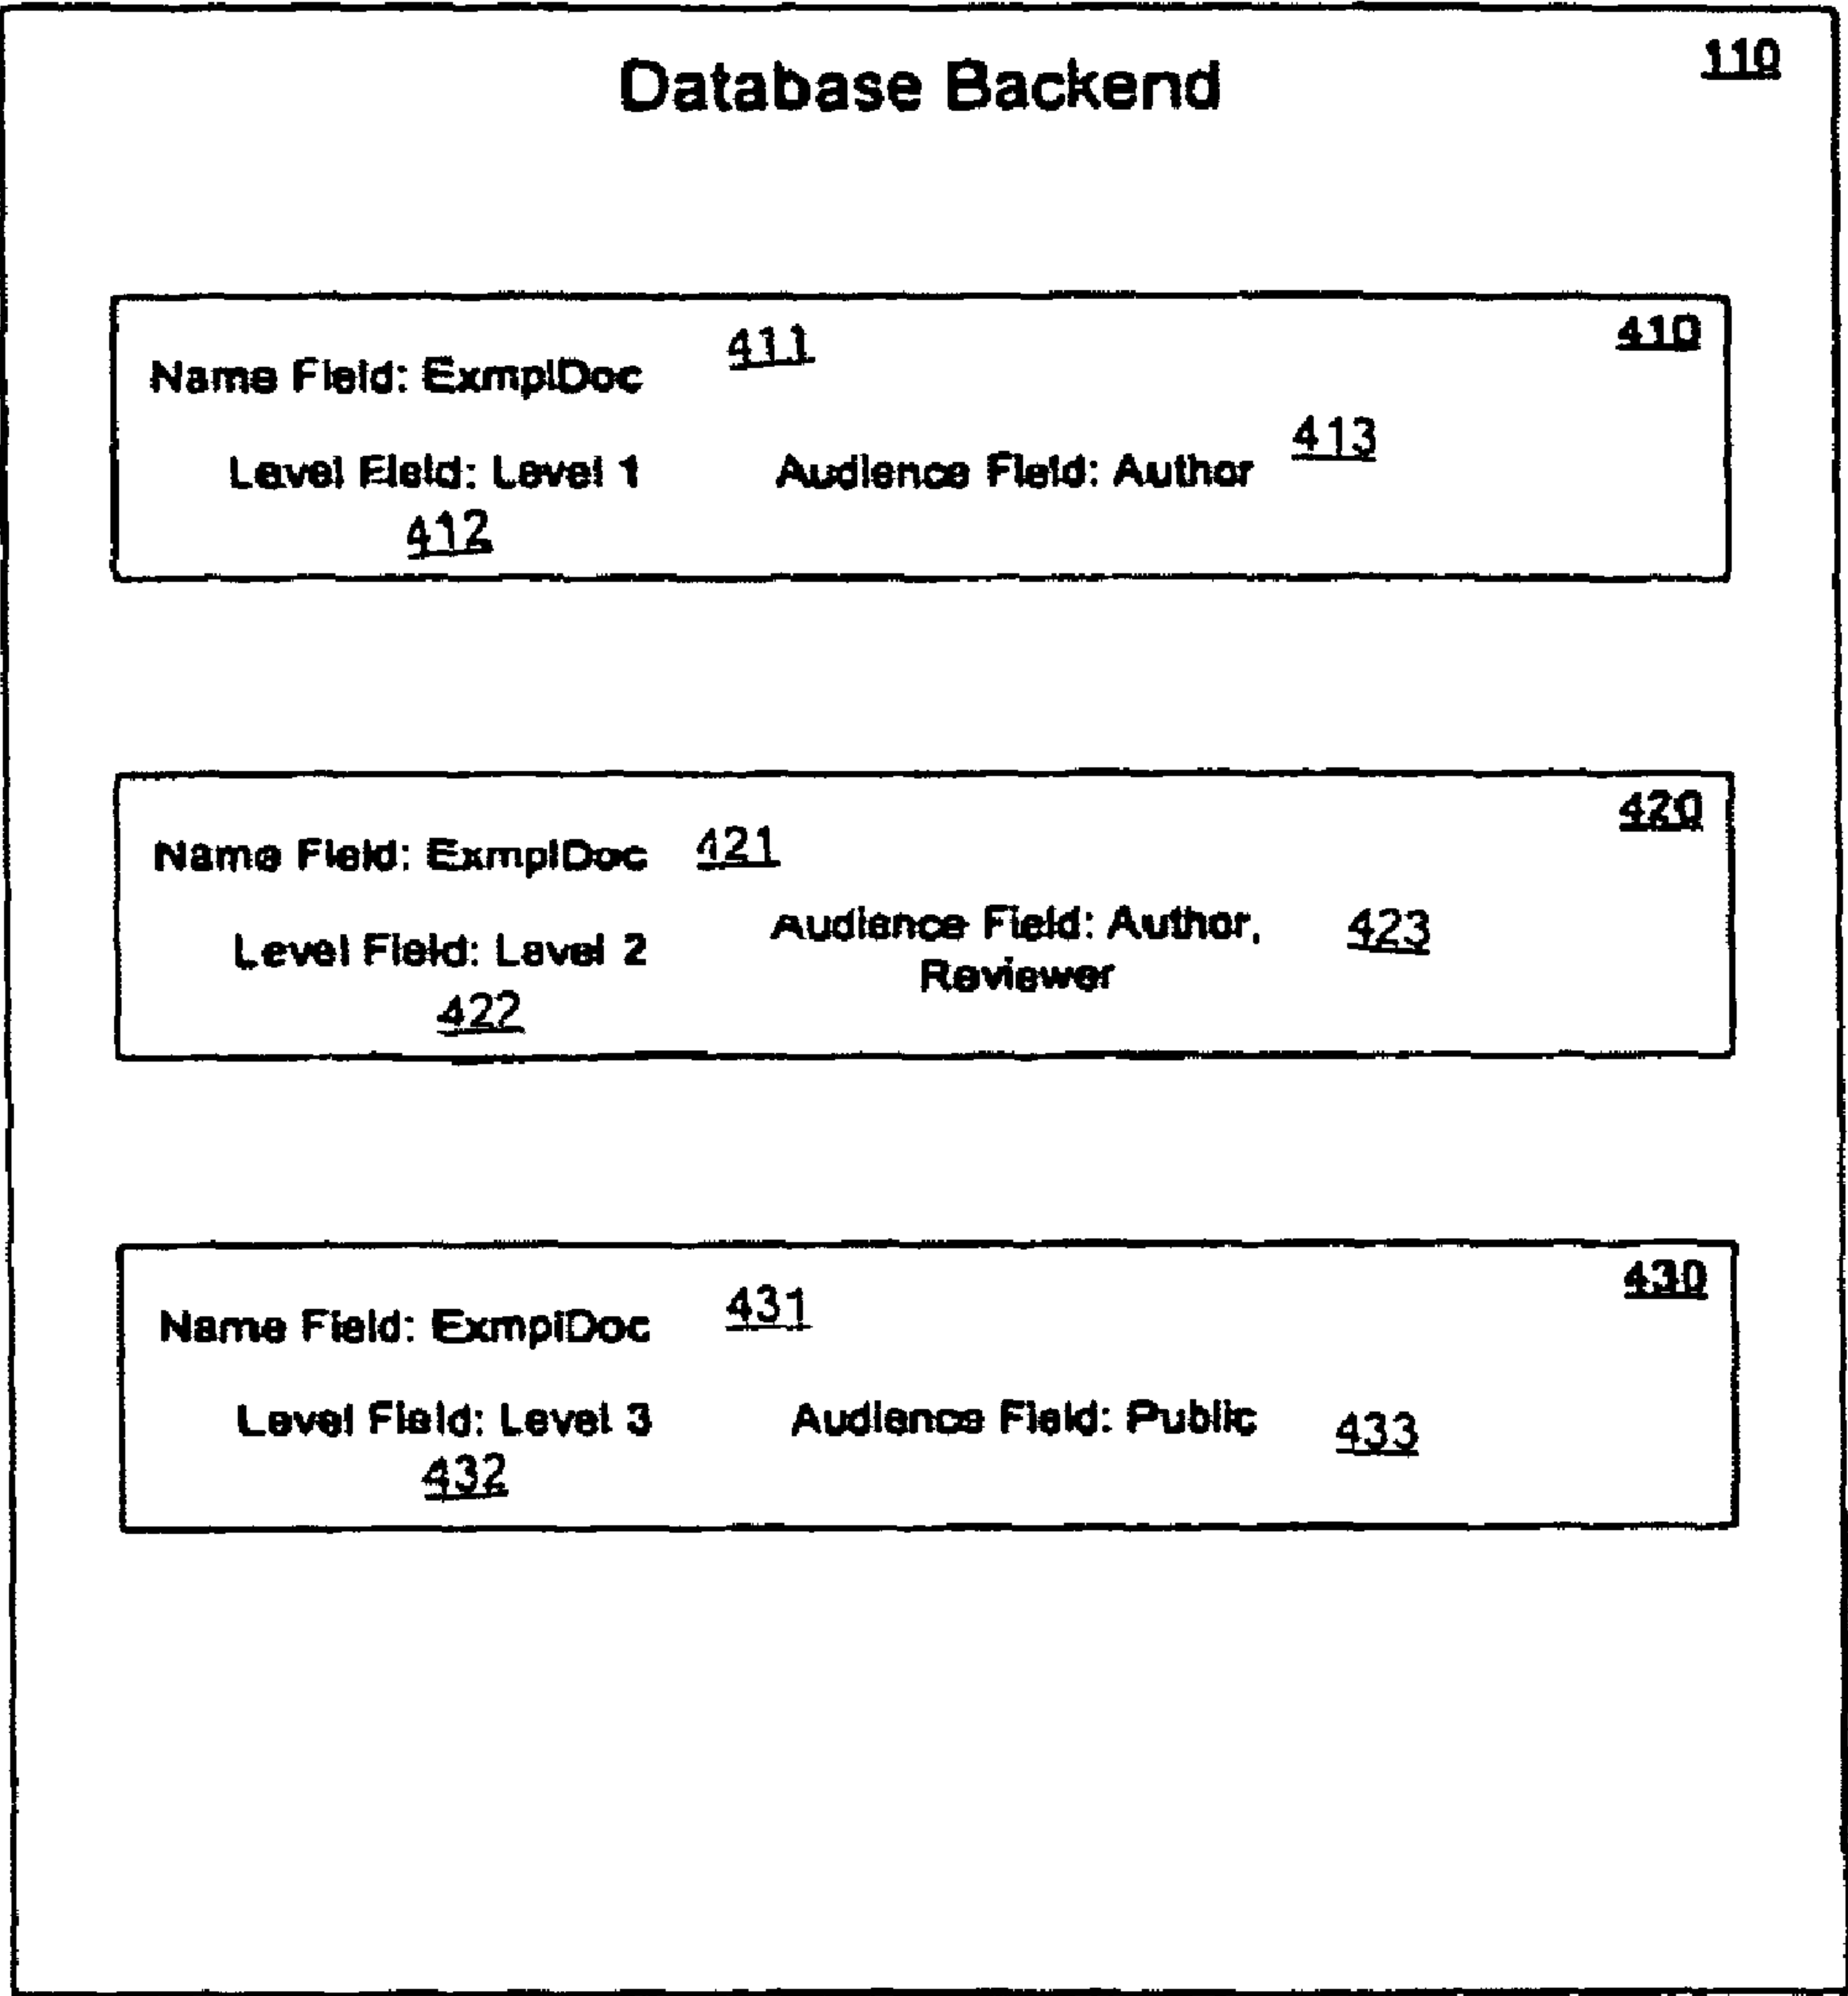 Database Backend 110
Name Field: ExmplDoc 411 410
Level Field: Level 1 Audience Field: Author 413
412
Name Field: ExmplDoc 421 420
Level Field: Level 2 Audience Field: Author, 423
Reviewer
422
Name Field: ExmplDoc 431 430
Level Field: Level 3 Audience Field: Public 433
432